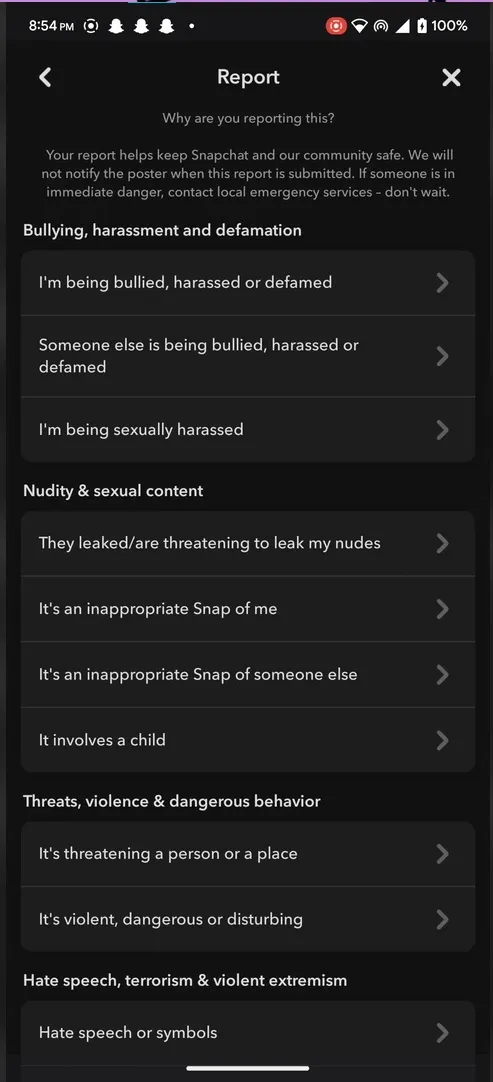 8:54 PM
100%
Report
Why are you reporting this?
Your report helps keep Snapchat and our community safe. We will
not notify the poster when this report is submitted. If someone is in
immediate danger, contact local emergency services – don't wait.
Bullying, harassment and defamation
I'm being bullied, harassed or defamed
Someone else is being bullied, harassed or
defamed
I'm being sexually harassed
Nudity & sexual content
They leaked/are threatening to leak my nudes
It's an inappropriate Snap of me
It's an inappropriate Snap of someone else
It involves a child
Threats, violence & dangerous behavior
It's threatening a person or a place
It's violent, dangerous or disturbing
Hate speech, terrorism & violent extremism
Hate speech or symbols